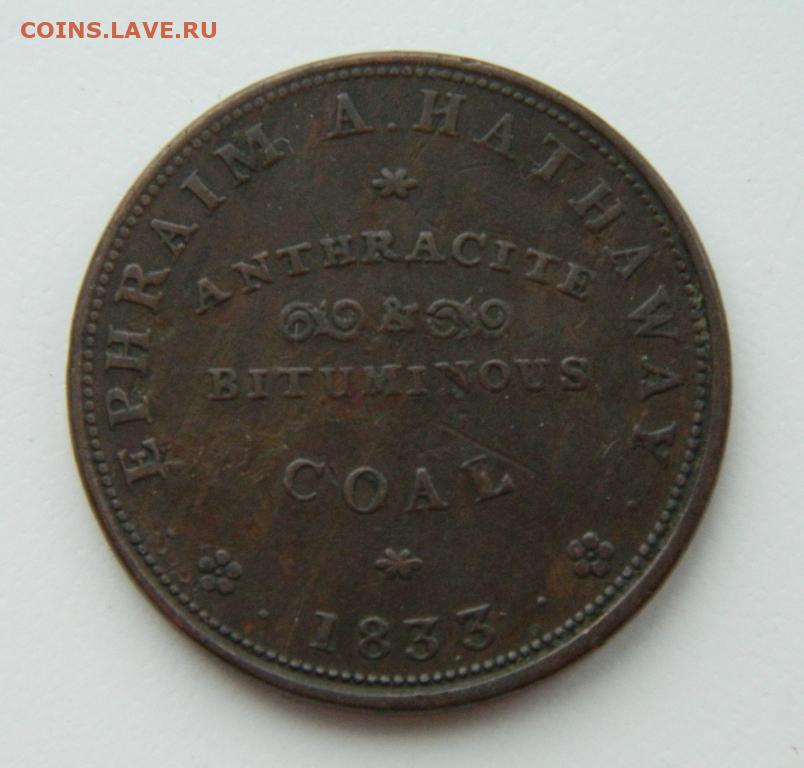 COINS.LAVE.RU
EPHRAIM A. HATHAWAY
ANTHRACITE
&
BITUMINOUS
COAL
1833